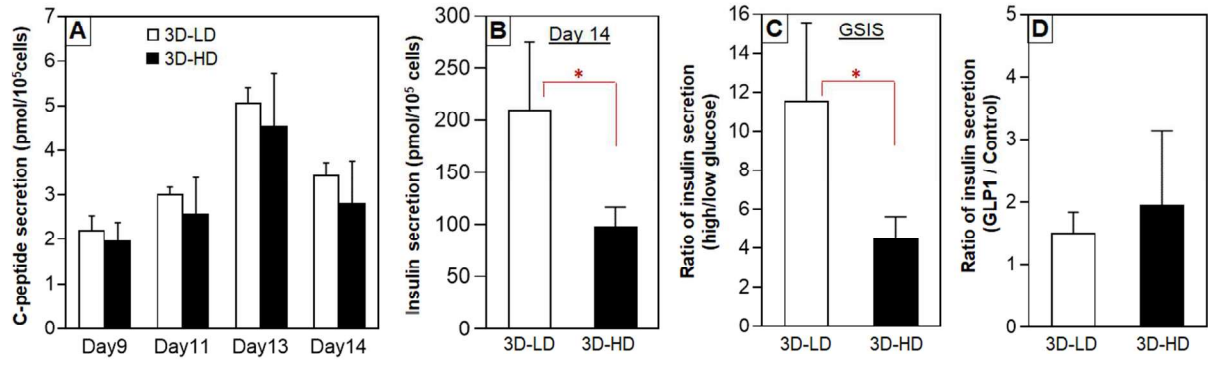 A
3D-LD
3D-HD
C-peptide secretion (pmol/10⁵cells)
7
6
5
4
3
2
1
0
Day9 Day11 Day13 Day14
B
Day 14
*
Insulin secretion (pmol/10⁵ cells)
300
250
200
150
100
50
0
3D-LD 3D-HD
C
GSIS
*
Ratio of insulin secretion
(high/low glucose)
16
14
12
10
8
6
4
2
0
3D-LD 3D-HD
D
Ratio of insulin secretion
(GLP1 / Control)
5
4
3
2
1
0
3D-LD 3D-HD